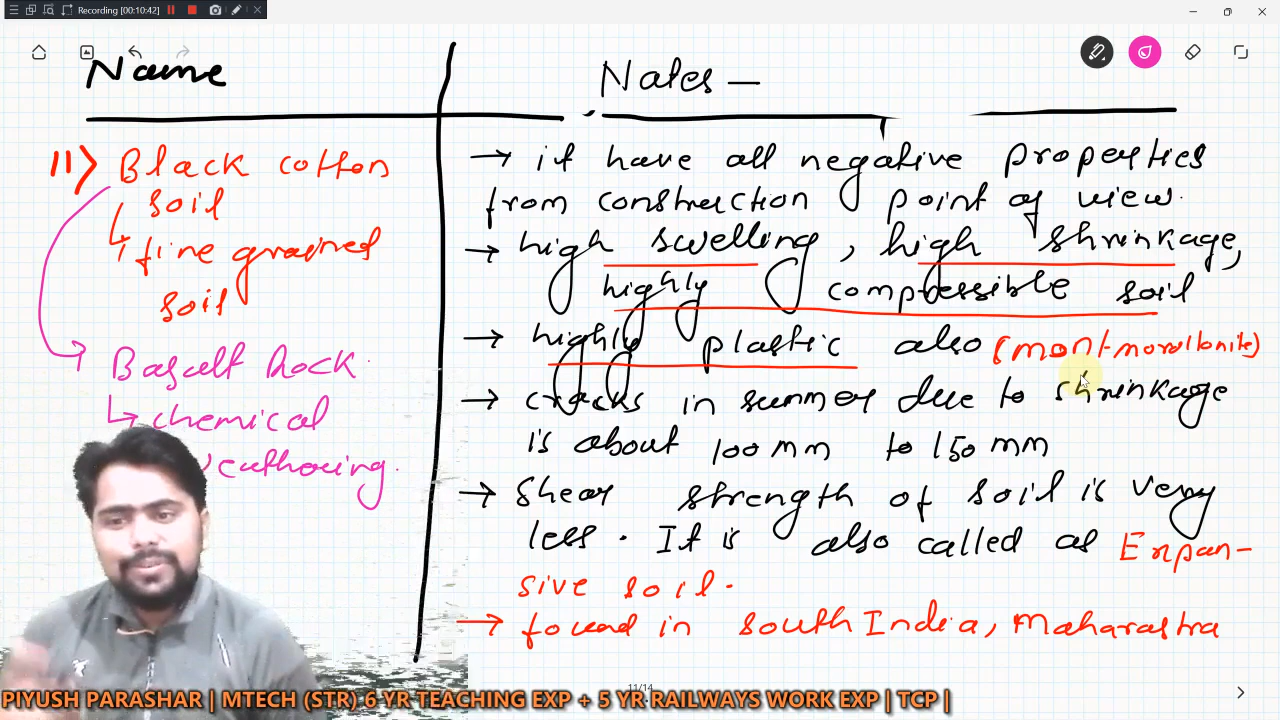 Recording [00:10:42]
Name
Notes —
11> Black cotton
soil
fine grained
soil
Basalt Rock
chemical
→ it have all negative properties
from construction point of view.
→ high swelling, high shrinkage,
highly compressible soil
→ highly plastic also (montmorollonite)
→ cracks in summer due to shrinkage
is about 100 mm to 150 mm
→ Shear strength of soil is very
less. It is also called as Expan-
sive soil.
→ found in south India, Maharastra
11/14
PIYUSH PARASHAR | MTECH (STR) 6 YR TEACHING EXP + 5 YR RAILWAYS WORK EXP | TCP |